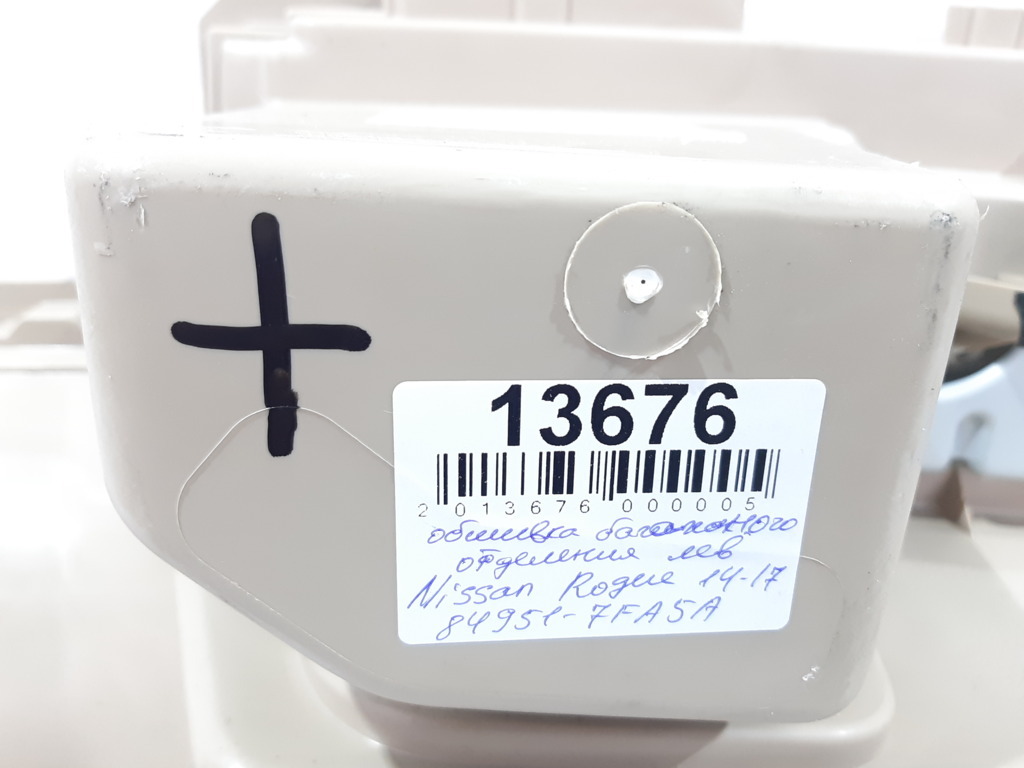 13676
2 013676 000005
обшивка багажного
отделения лев
Nissan Rogue 14-17
84951-7FA5A